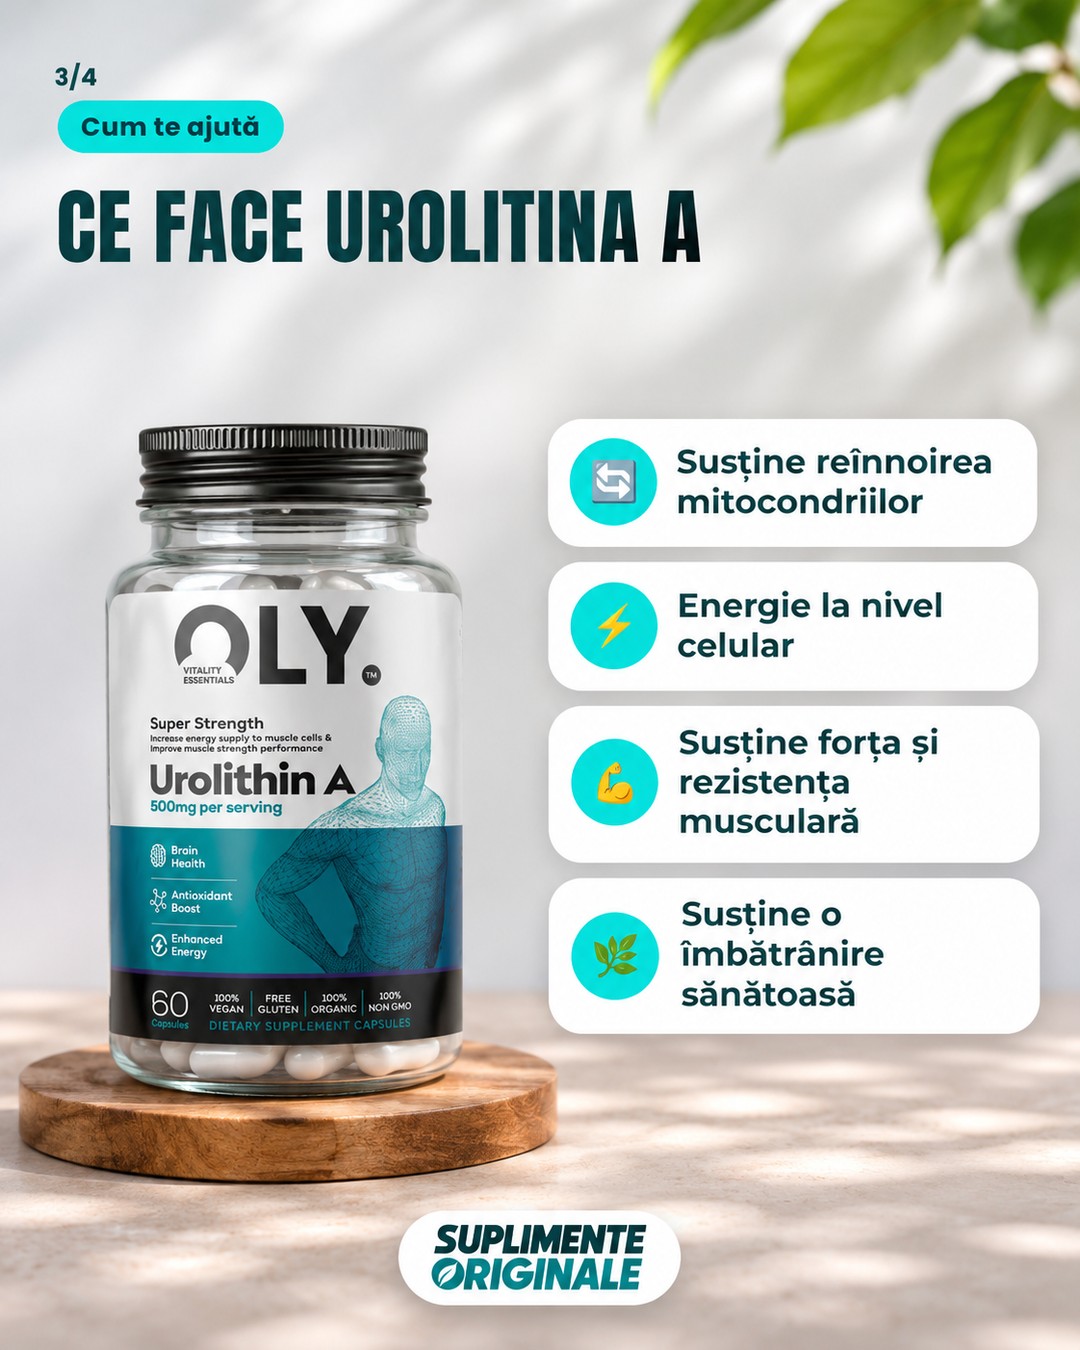 3/4
Cum te ajută
CE FACE UROLITINA A
OLY.
TM
VITALITY
ESSENTIALS
Super Strength
Increase energy supply to muscle cells &
Improve muscle strength performance
Urolithin A
500mg per serving
Brain
Health
Antioxidant
Boost
Enhanced
Energy
60
Capsules
100%
VEGAN
FREE
GLUTEN
100%
ORGANIC
100%
NON GMO
DIETARY SUPPLEMENT CAPSULES
Susține reînnoirea
mitocondriilor
Energie la nivel
celular
Susține forța și
rezistența
musculară
Susține o
îmbătrânire
sănătoasă
SUPLIMENTE
ORIGINALE